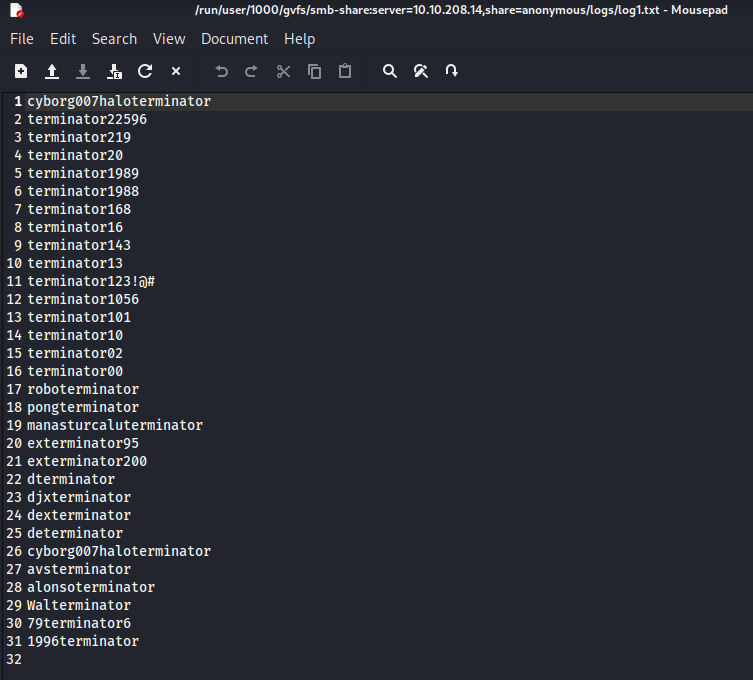 /run/user/1000/gvfs/smb-share:server=10.10.208.14,share=anonymous/logs/log1.txt - Mousepad
File Edit Search View Document Help
1 cyborg007haloterminator
2 terminator22596
3 terminator219
4 terminator20
5 terminator1989
6 terminator1988
7 terminator168
8 terminator16
9 terminator143
10 terminator13
11 terminator123!@#
12 terminator1056
13 terminator101
14 terminator10
15 terminator02
16 terminator00
17 roboterminator
18 pongterminator
19 manasturcaluterminator
20 exterminator95
21 exterminator200
22 dterminator
23 djxterminator
24 dexterminator
25 determinator
26 cyborg007haloterminator
27 avsterminator
28 alonsoterminator
29 Walterminator
30 79terminator6
31 1996terminator
32